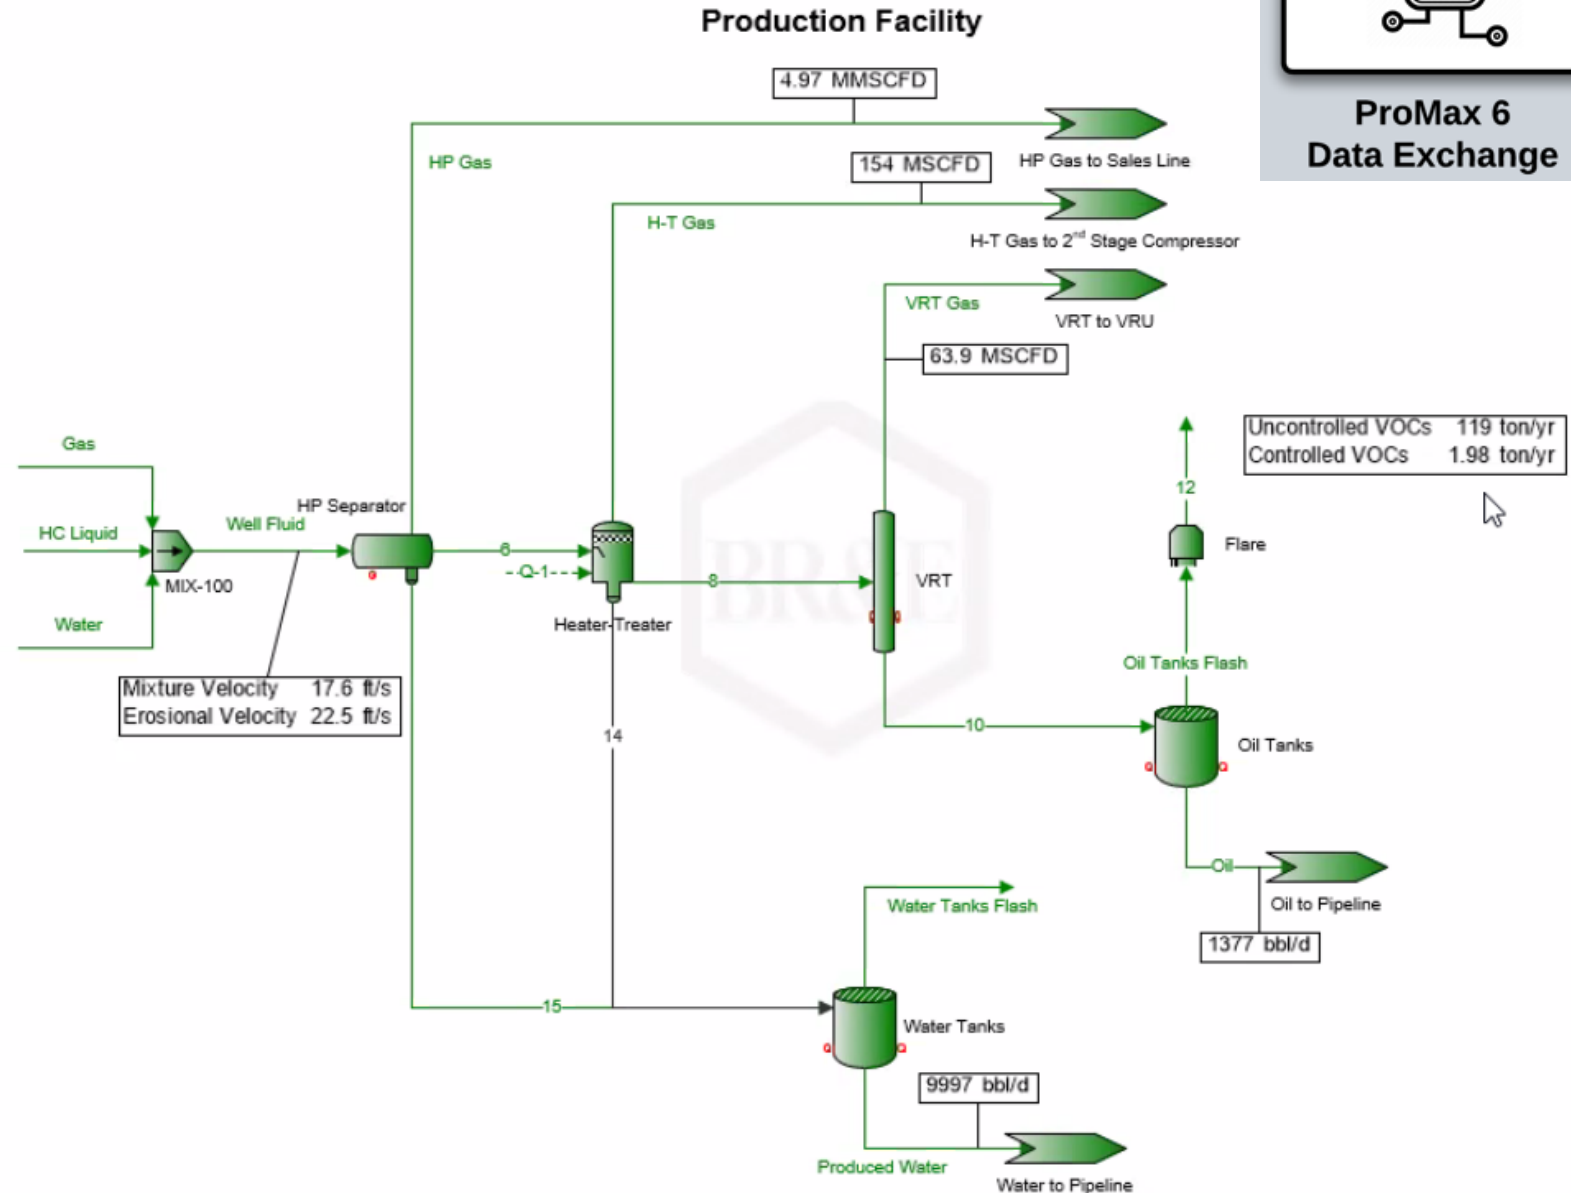 Production Facility
ProMax 6
Data Exchange
4.97 MMSCFD
HP Gas
HP Gas to Sales Line
154 MSCFD
H-T Gas
H-T Gas to 2nd Stage Compressor
VRT Gas
VRT to VRU
63.9 MSCFD
Gas
HC Liquid
Water
MIX-100
Well Fluid
HP Separator
Q
Mixture Velocity 17.6 ft/s
Erosional Velocity 22.5 ft/s
6
Q-1
Heater-Treater
8
VRT
Q Q
BR&E
Uncontrolled VOCs 119 ton/yr
Controlled VOCs 1.98 ton/yr
12
Flare
Oil Tanks Flash
10
Oil Tanks
Q Q
14
Oil
Oil to Pipeline
1377 bbl/d
Water Tanks Flash
15
Water Tanks
Q Q
9997 bbl/d
Produced Water
Water to Pipeline